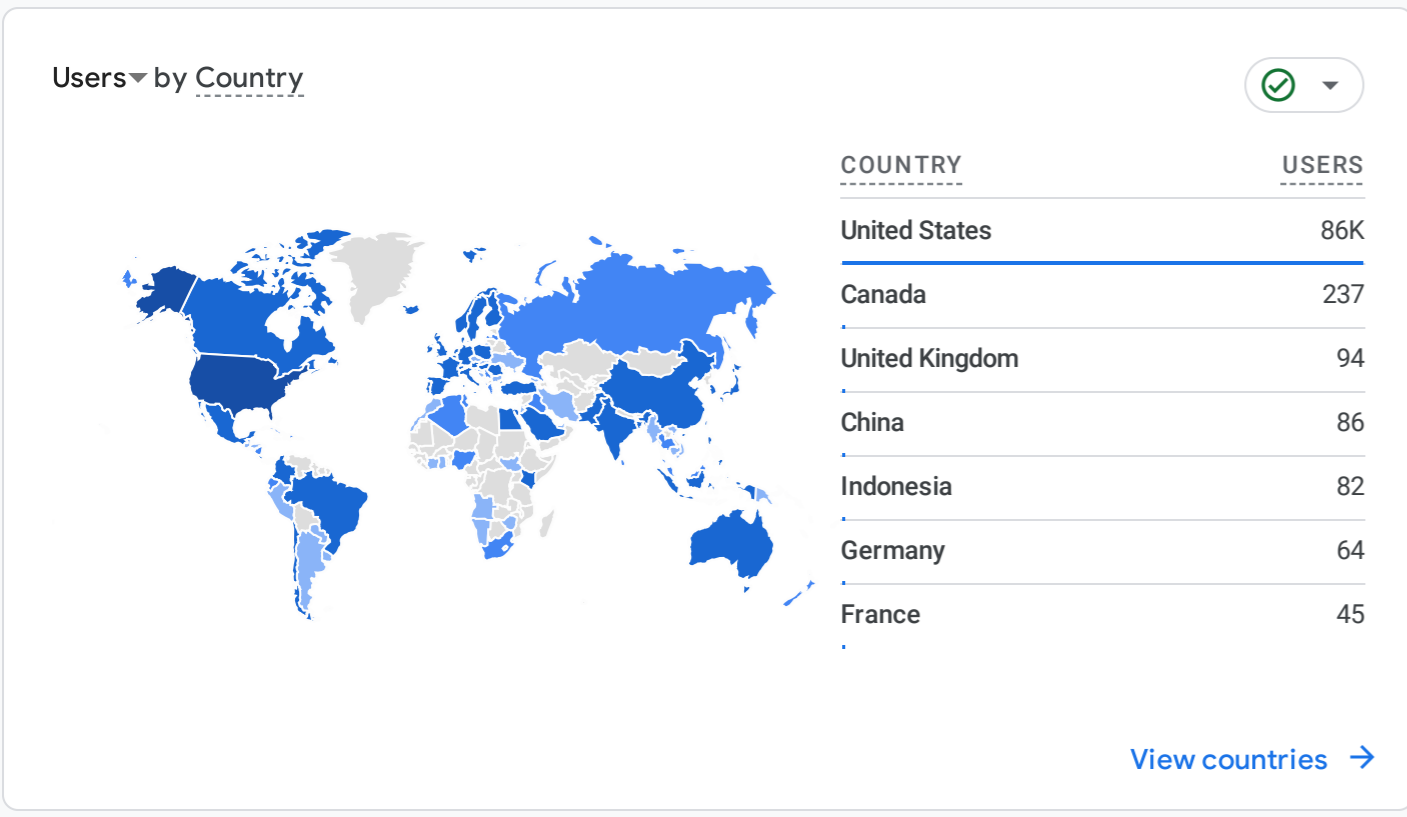 Users by Country
COUNTRY USERS
United States 86K
Canada 237
United Kingdom 94
China 86
Indonesia 82
Germany 64
France 45
View countries